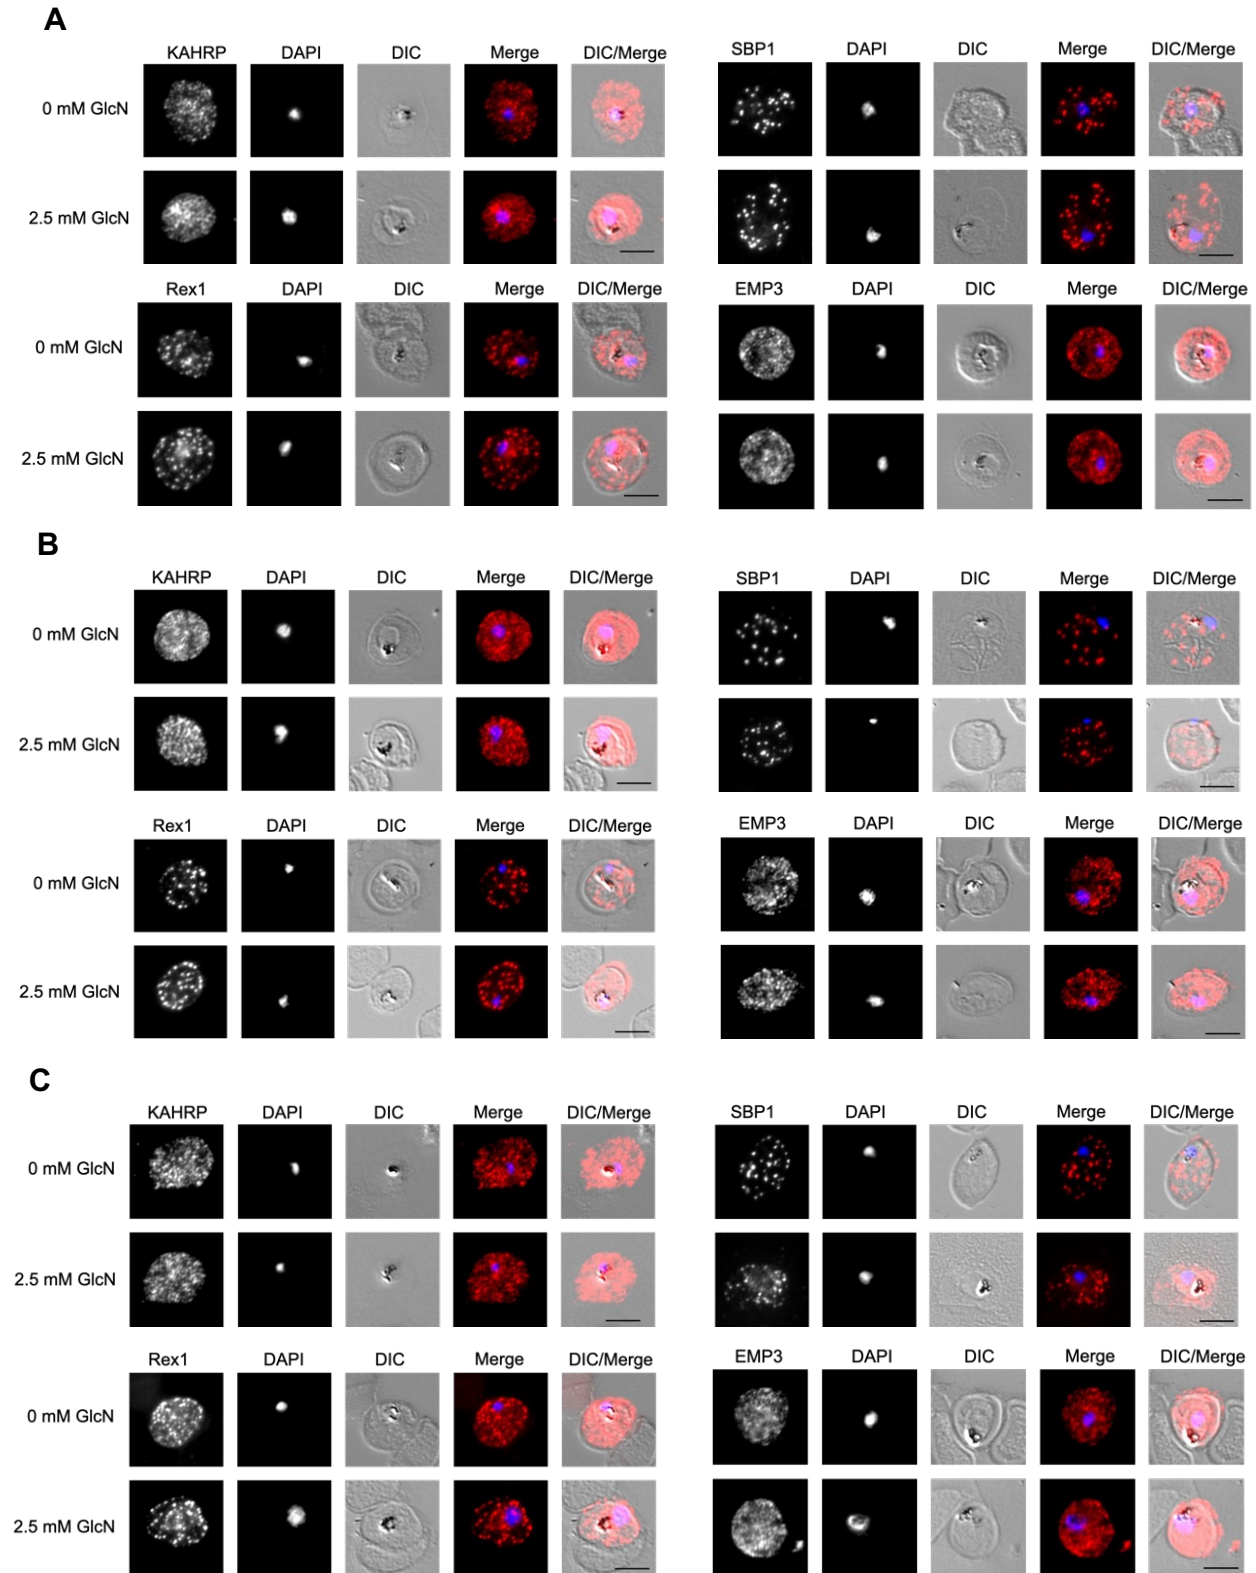 A
KAHRP DAPI DIC Merge DIC/Merge
0 mM GlcN
2.5 mM GlcN
SBP1 DAPI DIC Merge DIC/Merge
Rex1 DAPI DIC Merge DIC/Merge
0 mM GlcN
2.5 mM GlcN
EMP3 DAPI DIC Merge DIC/Merge
B
KAHRP DAPI DIC Merge DIC/Merge
0 mM GlcN
2.5 mM GlcN
SBP1 DAPI DIC Merge DIC/Merge
Rex1 DAPI DIC Merge DIC/Merge
0 mM GlcN
2.5 mM GlcN
EMP3 DAPI DIC Merge DIC/Merge
C
KAHRP DAPI DIC Merge DIC/Merge
0 mM GlcN
2.5 mM GlcN
SBP1 DAPI DIC Merge DIC/Merge
Rex1 DAPI DIC Merge DIC/Merge
0 mM GlcN
2.5 mM GlcN
EMP3 DAPI DIC Merge DIC/Merge